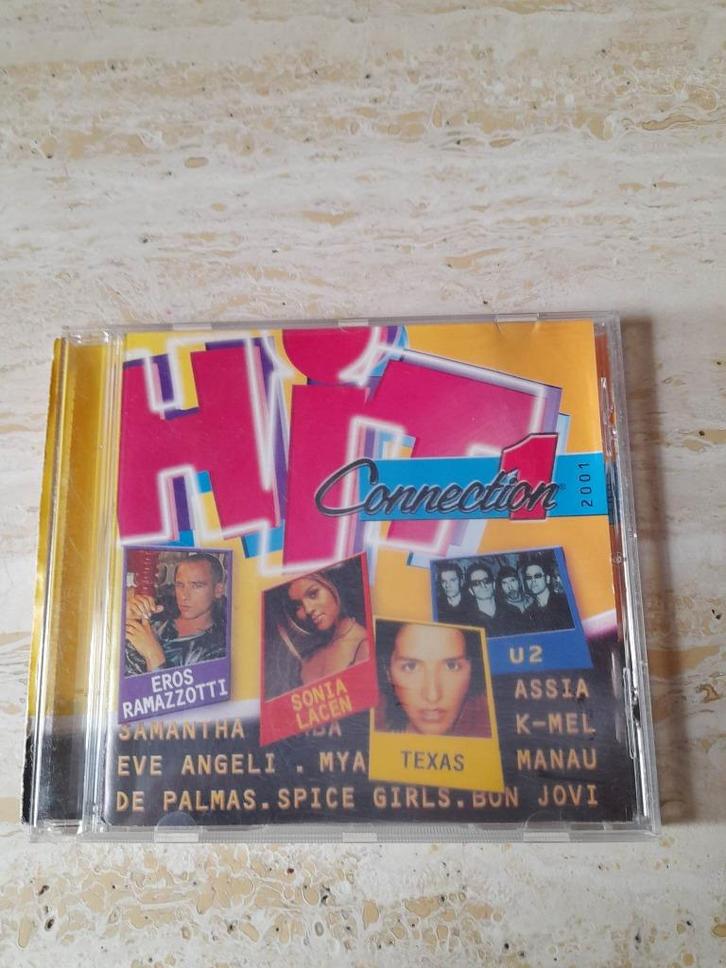 HiT
Connection 1
2001
EROS
RAMAZZOTTI
SONIA
LACEN
TEXAS
U2
ASSIA
SAMANTHA
K-MEL
EVE ANGELI . MYA
MANAU
DE PALMAS.SPICE GIRLS.BON JOVI